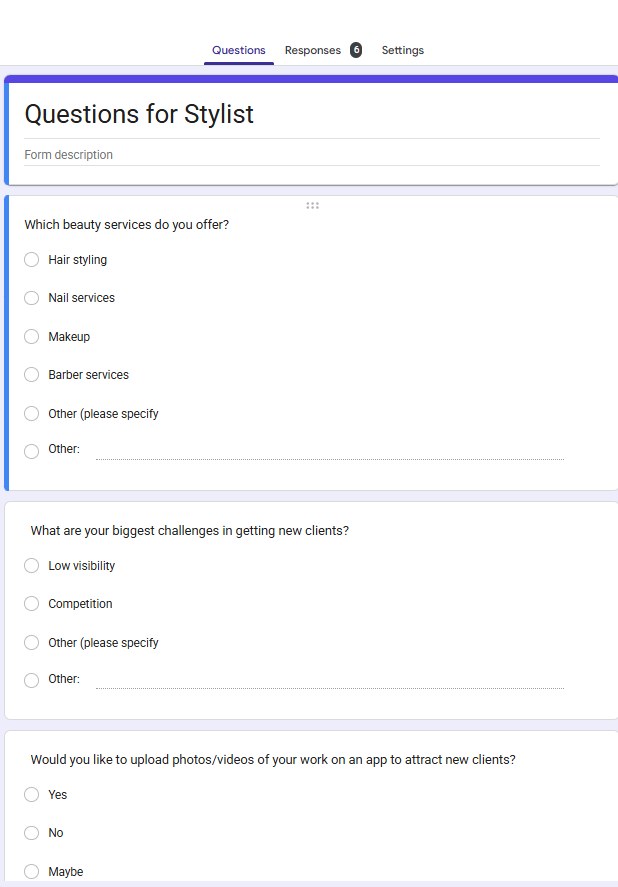 Questions Responses 6 Settings
Questions for Stylist
Form description
Which beauty services do you offer?
Hair styling
Nail services
Makeup
Barber services
Other (please specify
Other:
What are your biggest challenges in getting new clients?
Low visibility
Competition
Other (please specify
Other:
Would you like to upload photos/videos of your work on an app to attract new clients?
Yes
No
Maybe